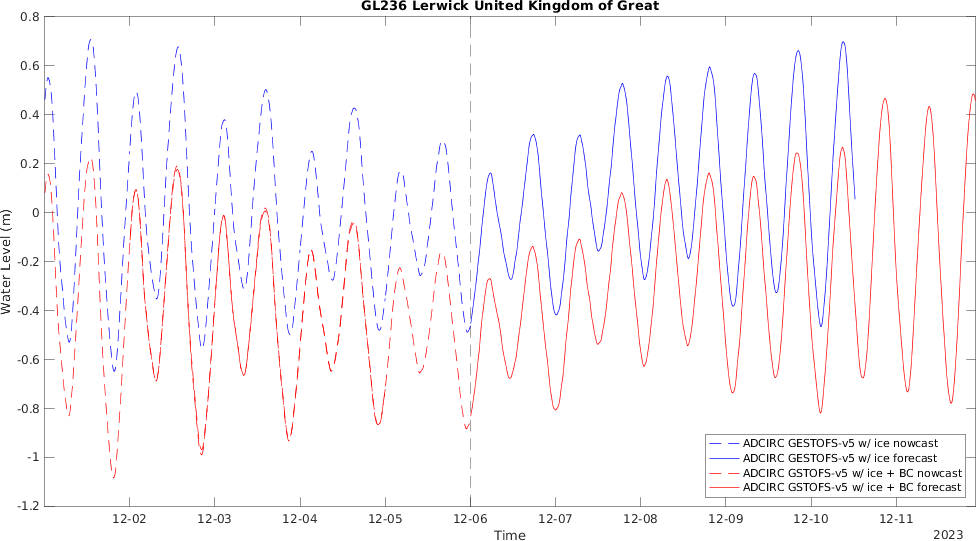 GL236 Lerwick United Kingdom of Great
0.8
0.6
0.4
0.2
0
-0.2
-0.4
-0.6
-0.8
-1
-1.2
Water Level (m)
ADCIRC GESTOFS-v5 w/ ice nowcast
ADCIRC GESTOFS-v5 w/ ice forecast
ADCIRC GSTOFS-v5 w/ ice + BC nowcast
ADCIRC GSTOFS-v5 w/ ice + BC forecast
12-02 12-03 12-04 12-05 12-06 12-07 12-08 12-09 12-10 12-11
Time
2023